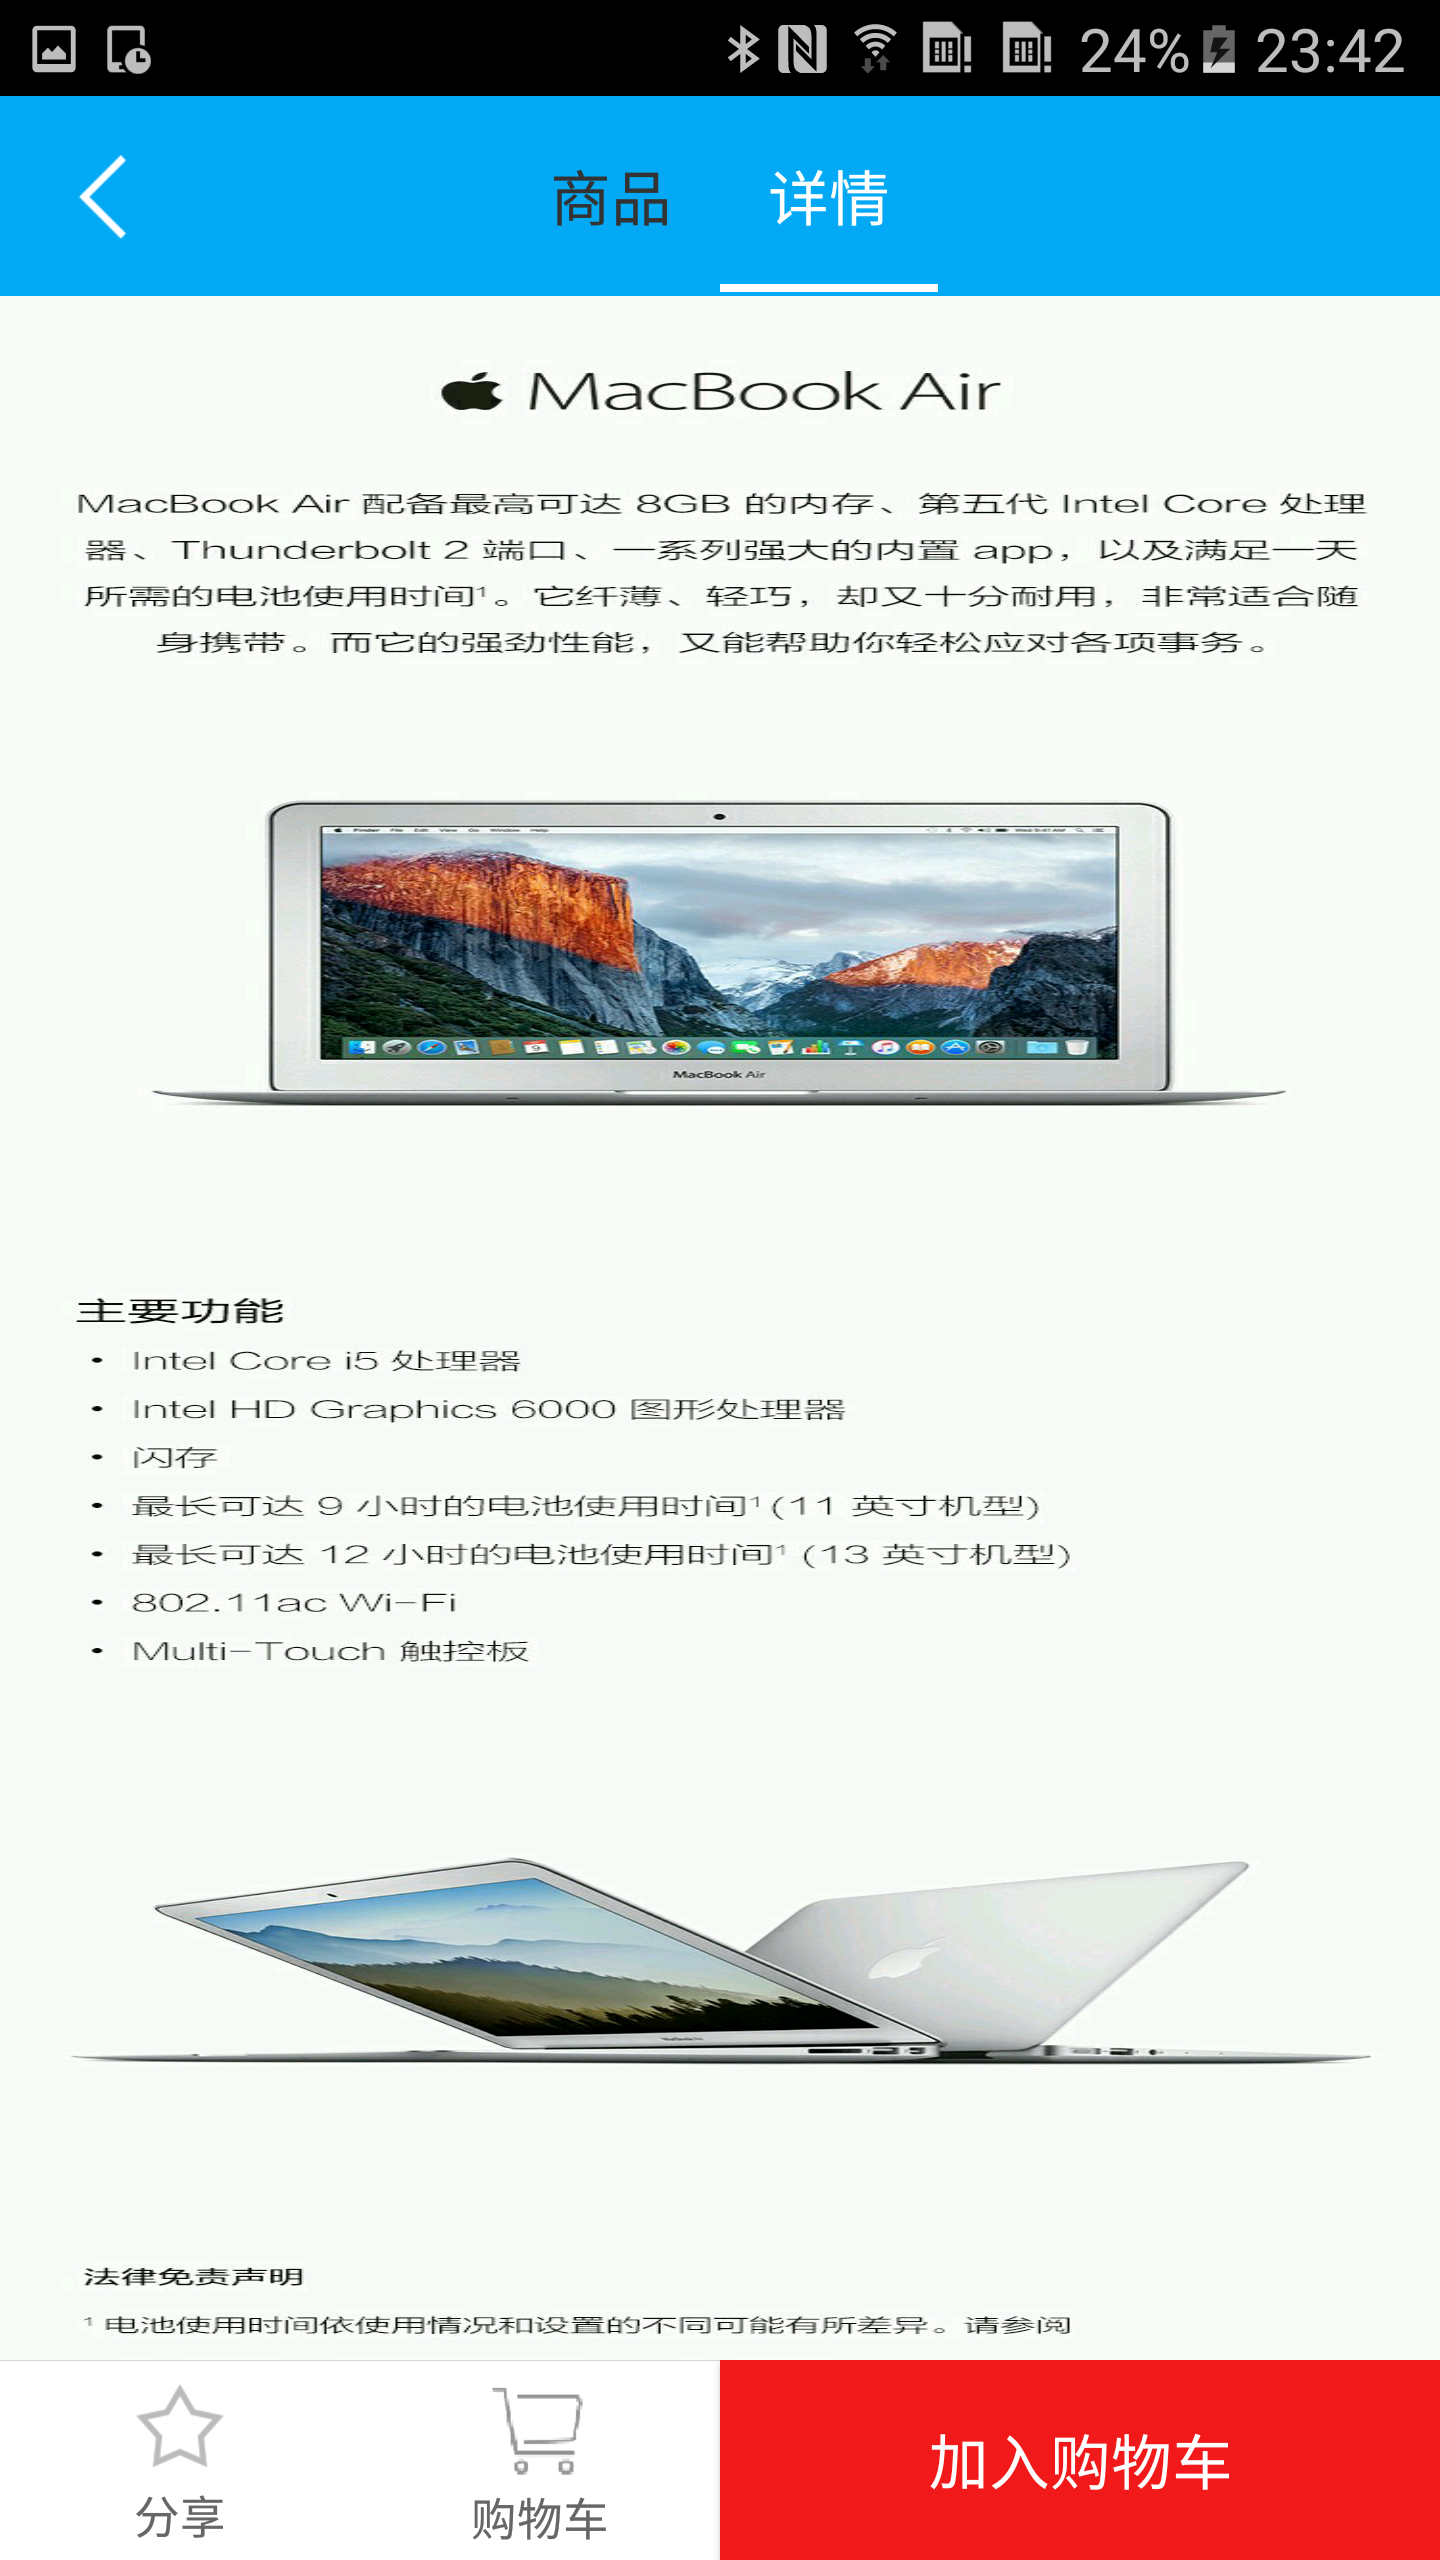 24% 23:42
商品 详情
MacBook Air
MacBook Air 配备最高可达 8GB 的内存、第五代 Intel Core 处理
器、Thunderbolt 2 端口、一系列强大的内置 app，以及满足一天
所需的电池使用时间¹。它纤薄、轻巧，却又十分耐用，非常适合随
身携带。而它的强劲性能，又能帮助你轻松应对各项事务。
Finder File Edit View Go Window Help
MacBook Air
主要功能
• Intel Core i5 处理器
• Intel HD Graphics 6000 图形处理器
• 闪存
• 最长可达 9 小时的电池使用时间¹(11 英寸机型)
• 最长可达 12 小时的电池使用时间¹ (13 英寸机型)
• 802.11ac Wi-Fi
• Multi-Touch 触控板
法律免责声明
¹ 电池使用时间依使用情况和设置的不同可能有所差异。请参阅
分享 购物车 加入购物车